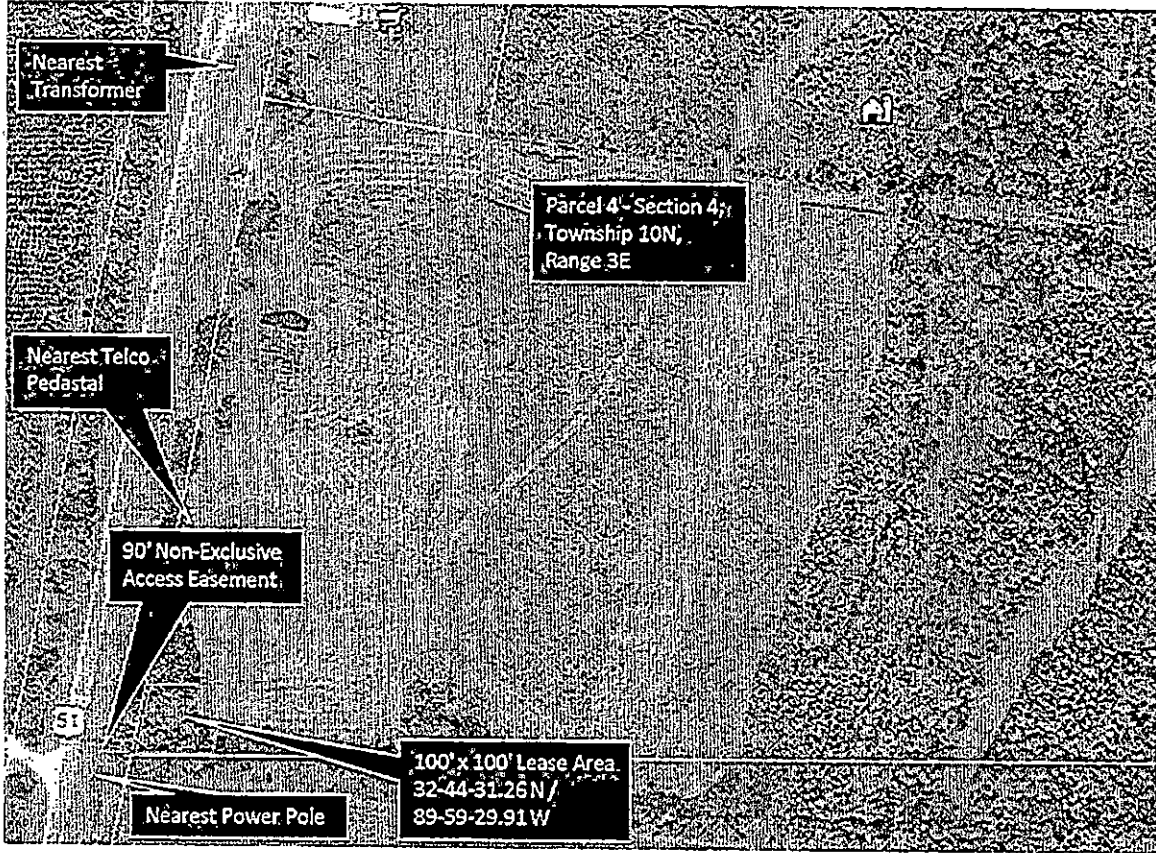 Nearest
Transformer
Parcel 4 - Section 4,
Township 10N,
Range 3E
Nearest Telco
Pedastal
90' Non-Exclusive
Access Easement
51
100' x 100' Lease Area
32-44-31.26 N /
89-59-29.91 W
Nearest Power Pole